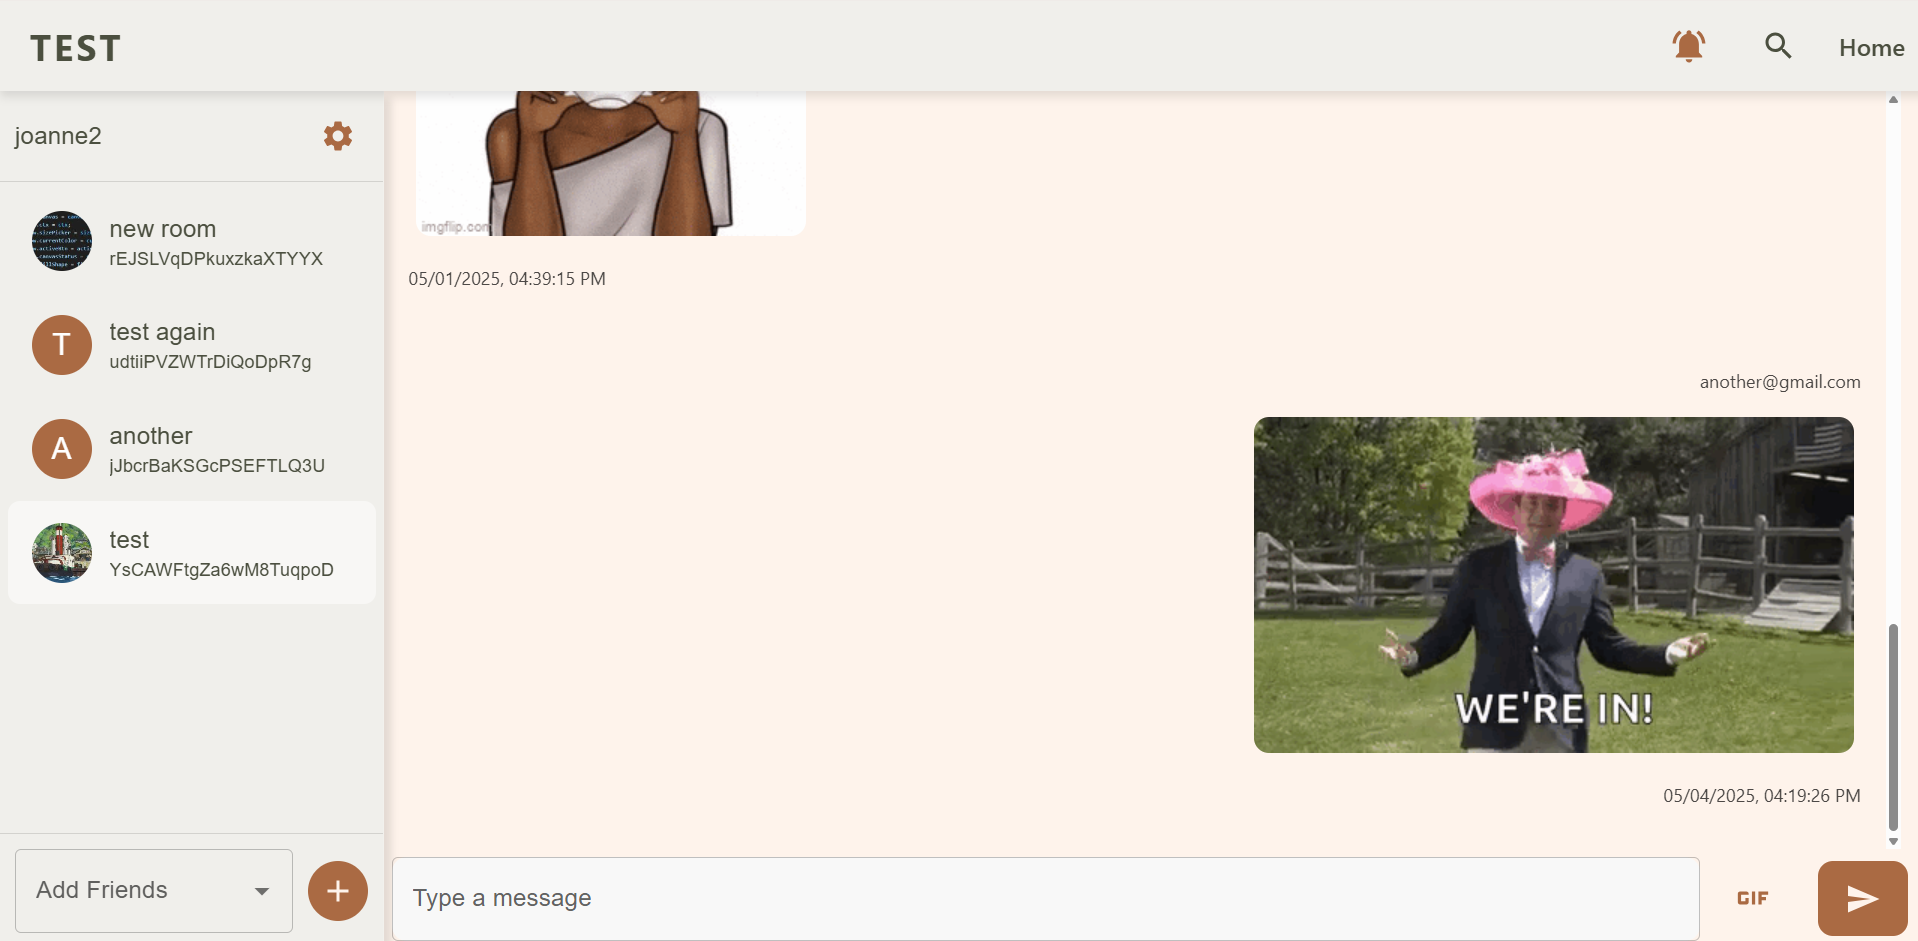 TEST
Home
joanne2
new room
rEJSLVqDPkuxzkaXTYYX
T
test again
udtiiPVZWTrDiQoDpR7g
A
another
jJbcrBaKSGcPSEFTLQ3U
test
YsCAWFtgZa6wM8TuqpoD
Add Friends
imgflip.com
05/01/2025, 04:39:15 PM
another@gmail.com
WE'RE IN!
05/04/2025, 04:19:26 PM
Type a message
GIF